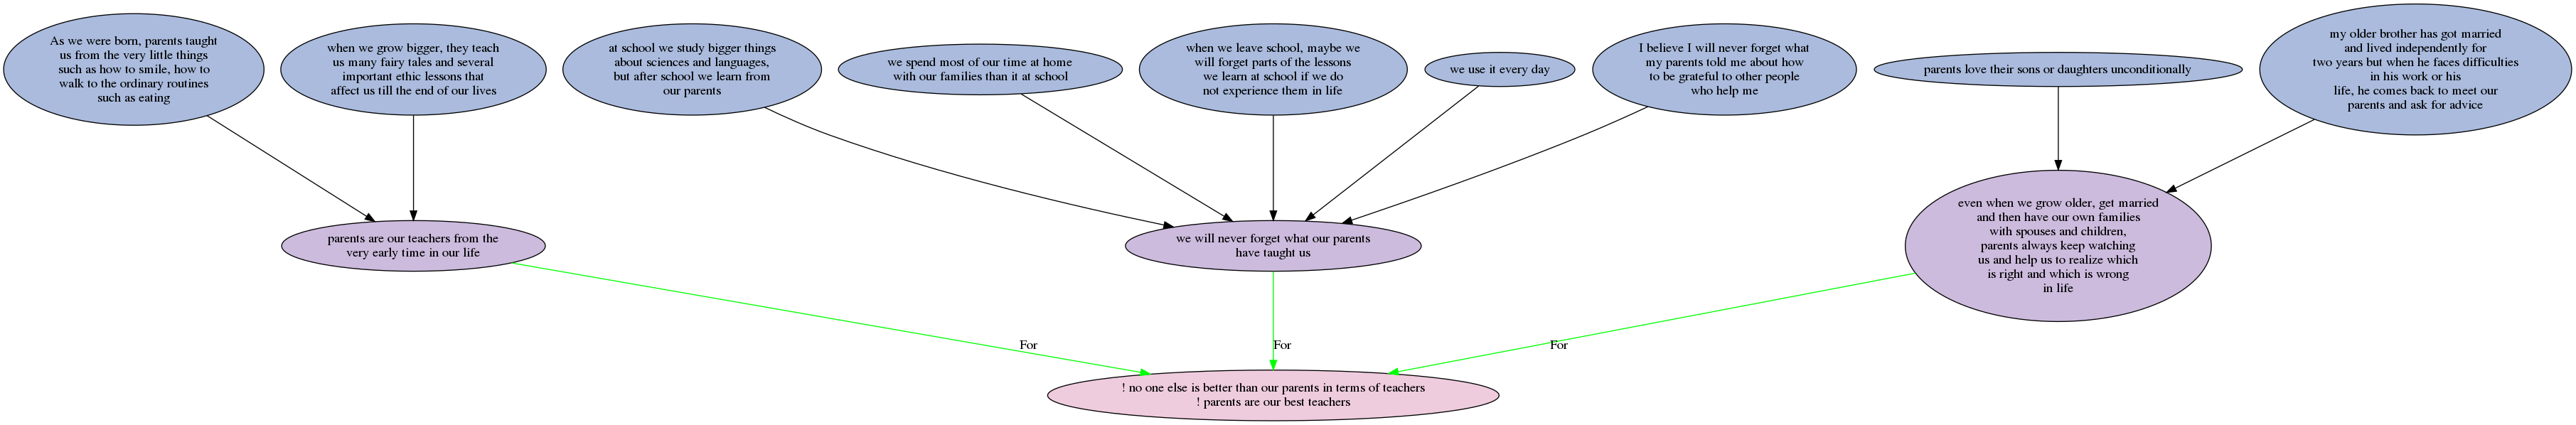 As we were born, parents taught
us from the very little things
such as how to smile, how to
walk to the ordinary routines
such as eating
when we grow bigger, they teach
us many fairy tales and several
important ethic lessons that
affect us till the end of our lives
at school we study bigger things
about sciences and languages,
but after school we learn from
our parents
we spend most of our time at home
with our families than it at school
when we leave school, maybe we
will forget parts of the lessons
we learn at school if we do
not experience them in life
we use it every day
I believe I will never forget what
my parents told me about how
to be grateful to other people
who help me
parents love their sons or daughters unconditionally
my older brother has got married
and lived independently for
two years but when he faces difficulties
in his work or his
life, he comes back to meet our
parents and ask for advice
parents are our teachers from the
very early time in our life
we will never forget what our parents
have taught us
even when we grow older, get married
and then have our own families
with spouses and children,
parents always keep watching
us and help us to realize which
is right and which is wrong
in life
For
For
For
! no one else is better than our parents in terms of teachers
! parents are our best teachers